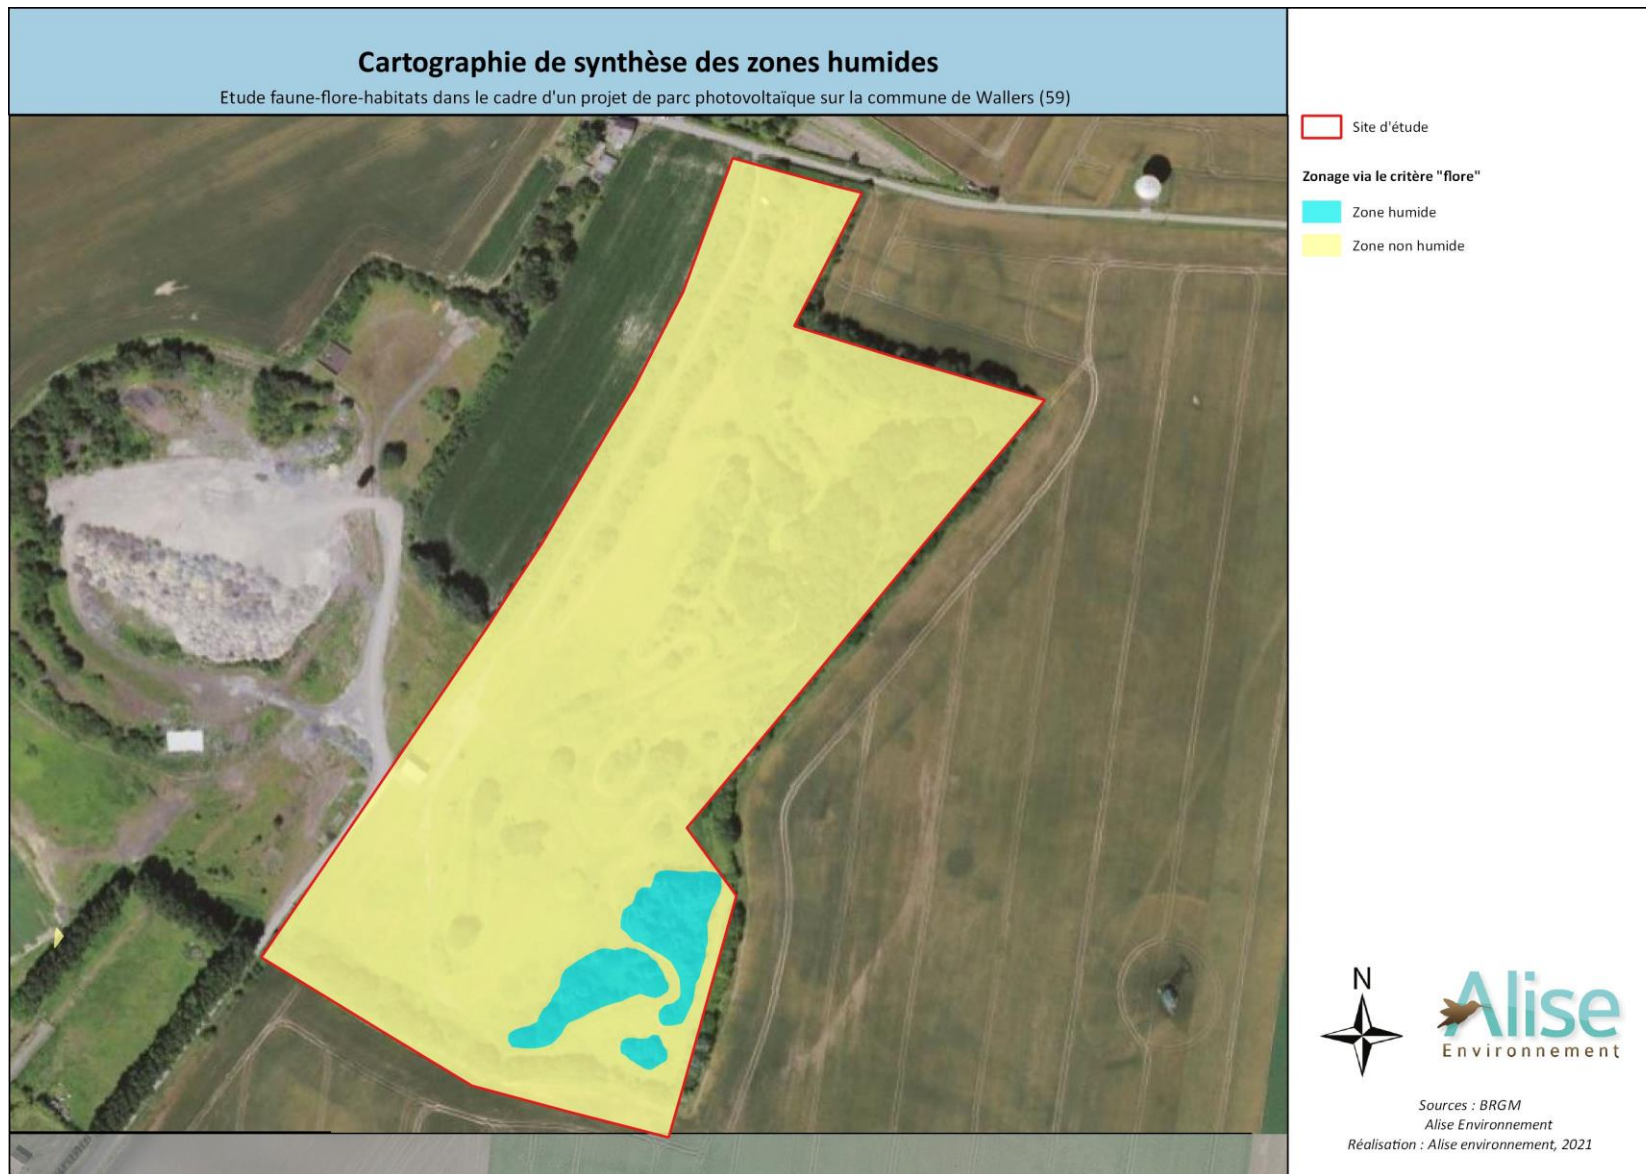 Cartographie de synthèse des zones humides
Etude faune-flore-habitats dans le cadre d'un projet de parc photovoltaïque sur la commune de Wallers (59)
Site d'étude
Zonage via le critère "flore"
Zone humide
Zone non humide
N
Alise
Environnement
Sources : BRGM
Alise Environnement
Réalisation : Alise environnement, 2021